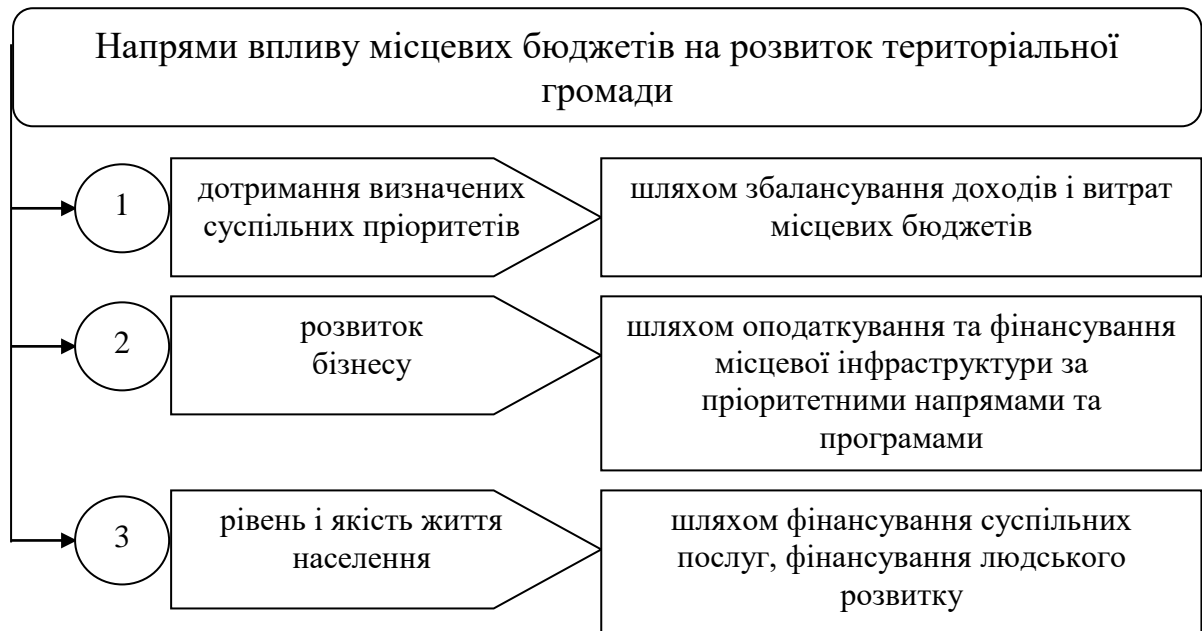 Напрями впливу місцевих бюджетів на розвиток територіальної
громади
1
дотримання визначених
суспільних пріоритетів
шляхом збалансування доходів і витрат
місцевих бюджетів
2
розвиток
бізнесу
шляхом оподаткування та фінансування
місцевої інфраструктури за
пріоритетними напрямами та
програмами
3
рівень і якість життя
населення
шляхом фінансування суспільних
послуг, фінансування людського
розвитку